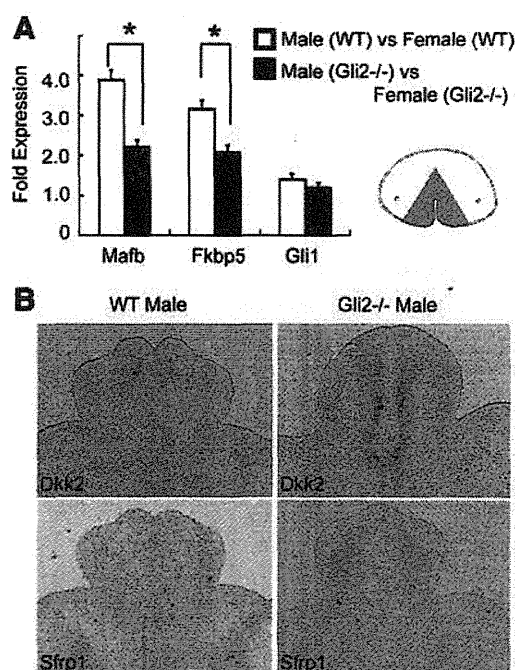 A
*
*
Male (WT) vs Female (WT)
Male (Gli2-/-) vs
Female (Gli2-/-)
Fold Expression
4.0
3.0
2.0
1.0
0
Mafb
Fkbp5
Gli1
B
WT Male
Gli2-/- Male
Dkk2
Dkk2
Sfrp1
Sfrp1